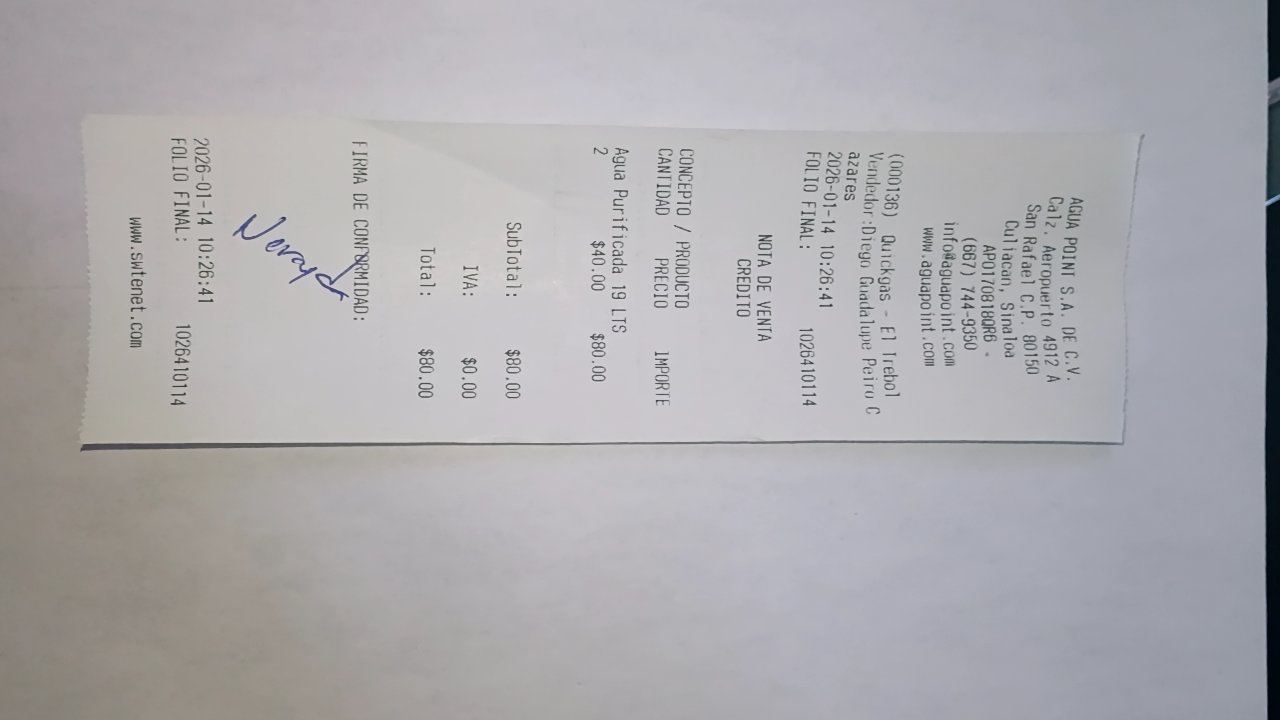 AGUA POINT S.A. DE C.V.
Calz. Aeropuerto 4912 A
San Rafael C.P. 80150
Culiacan, Sinaloa
APO170818QR6 -
(667) 744-9350
info@aguapoint.com
www.aguapoint.com
(000136) Quickgas - El Trebol
Vendedor:Diego Guadalupe Peiro C
azares
2026-01-14 10:26:41
FOLIO FINAL: 1026410114
NOTA DE VENTA
CREDITO
CONCEPTO / PRODUCTO
CANTIDAD PRECIO IMPORTE
Agua Purificada 19 LTS
2 $40.00 $80.00
SubTotal: $80.00
IVA: $0.00
Total: $80.00
FIRMA DE CONFORMIDAD:
2026-01-14 10:26:41
FOLIO FINAL: 1026410114
www.swtenet.com